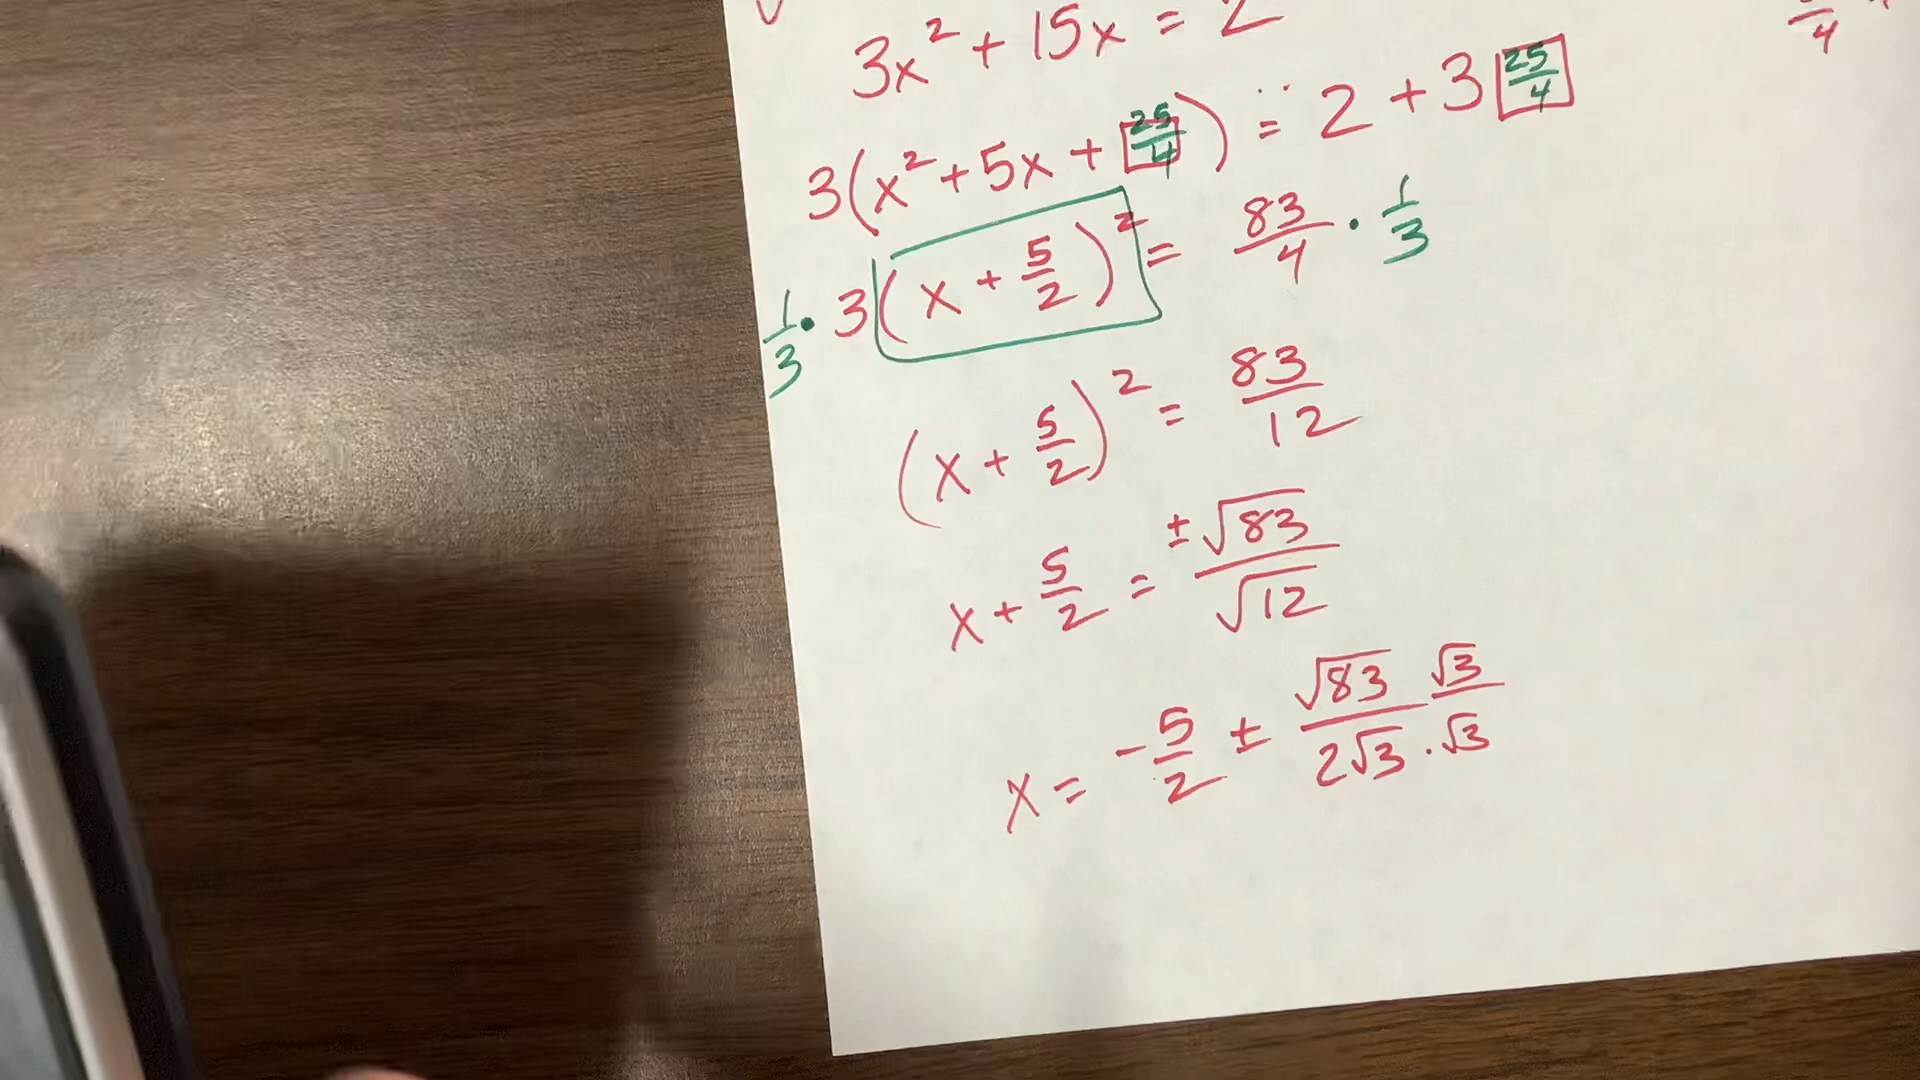 3x² + 15x = 2
3(x² + 5x + 25/4) = 2 + 3 25/4
1/3 · 3(x + 5/2)² = 83/4 · 1/3
(x + 5/2)² = 83/12
x + 5/2 = ±√83/√12
x = -5/2 ± √83/2√3 · √3/√3